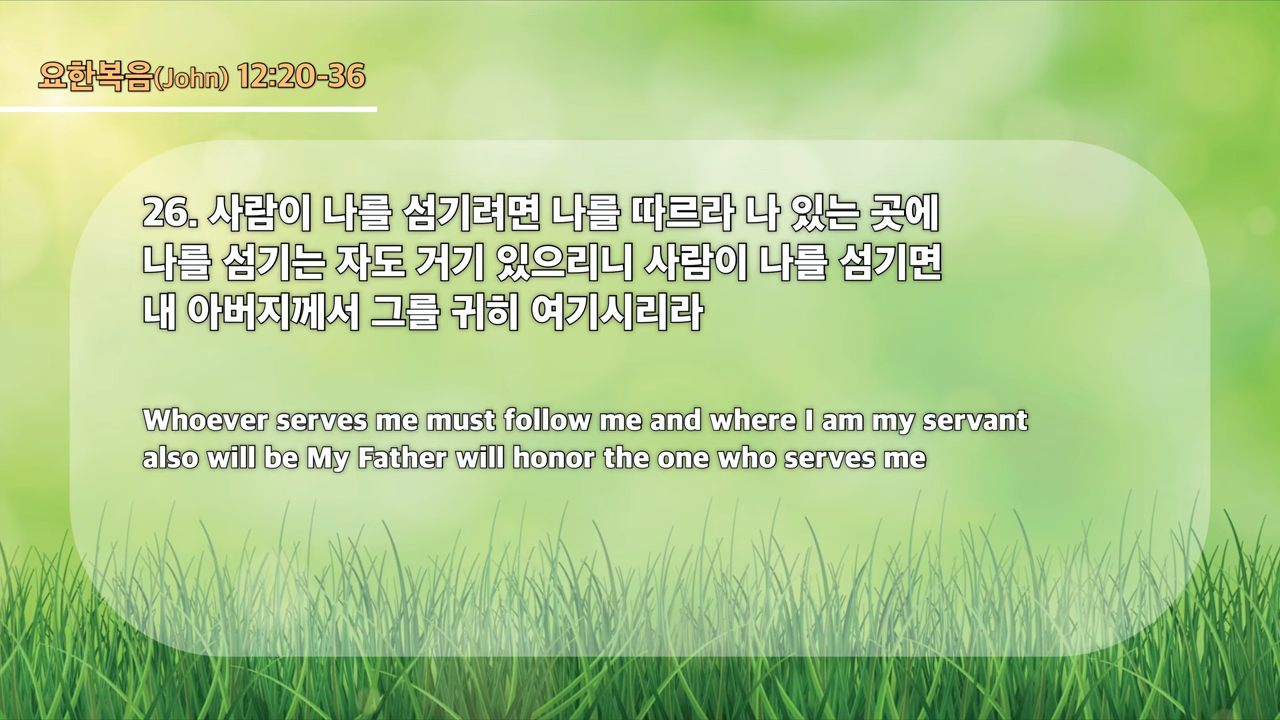 요한복음(John) 12:20-36
26. 사람이 나를 섬기려면 나를 따르라 나 있는 곳에
나를 섬기는 자도 거기 있으리니 사람이 나를 섬기면
내 아버지께서 그를 귀히 여기시리라
Whoever serves me must follow me and where I am my servant
also will be My Father will honor the one who serves me